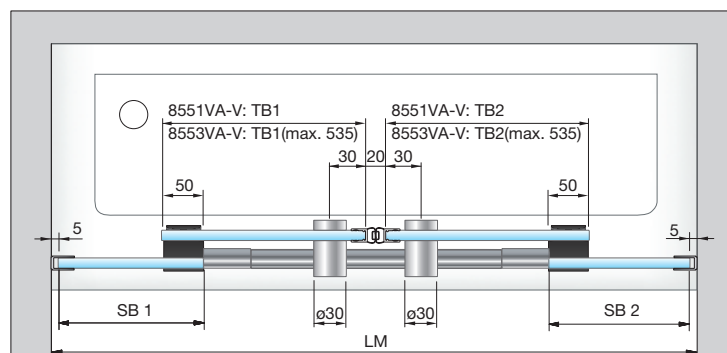 8551VA-V: TB1
8551VA-V: TB2
8553VA-V: TB1(max. 535)
8553VA-V: TB2(max. 535)
30
20
30
50
50
5
5
SB 1
ø30
ø30
SB 2
LM